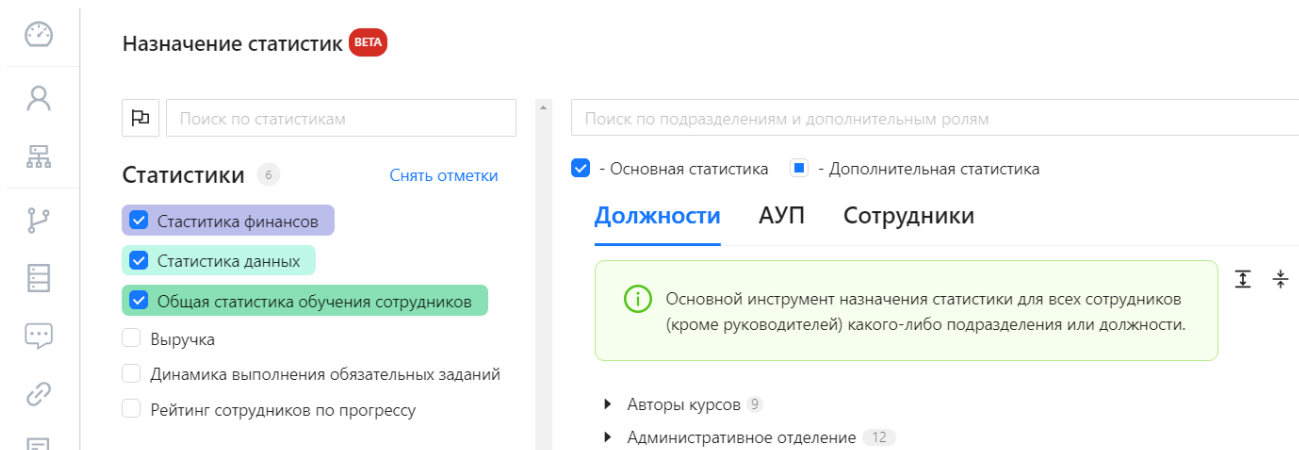 Назначение статистик BETA
Поиск по статистикам
Статистики 6 Снять отметки
Стаститика финансов
Статистика данных
Общая статистика обучения сотрудников
Выручка
Динамика выполнения обязательных заданий
Рейтинг сотрудников по прогрессу
Поиск по подразделениям и дополнительным ролям
- Основная статистика - Дополнительная статистика
Должности АУП Сотрудники
Основной инструмент назначения статистики для всех сотрудников
(кроме руководителей) какого-либо подразделения или должности.
Авторы курсов 9
Административное отделение 12